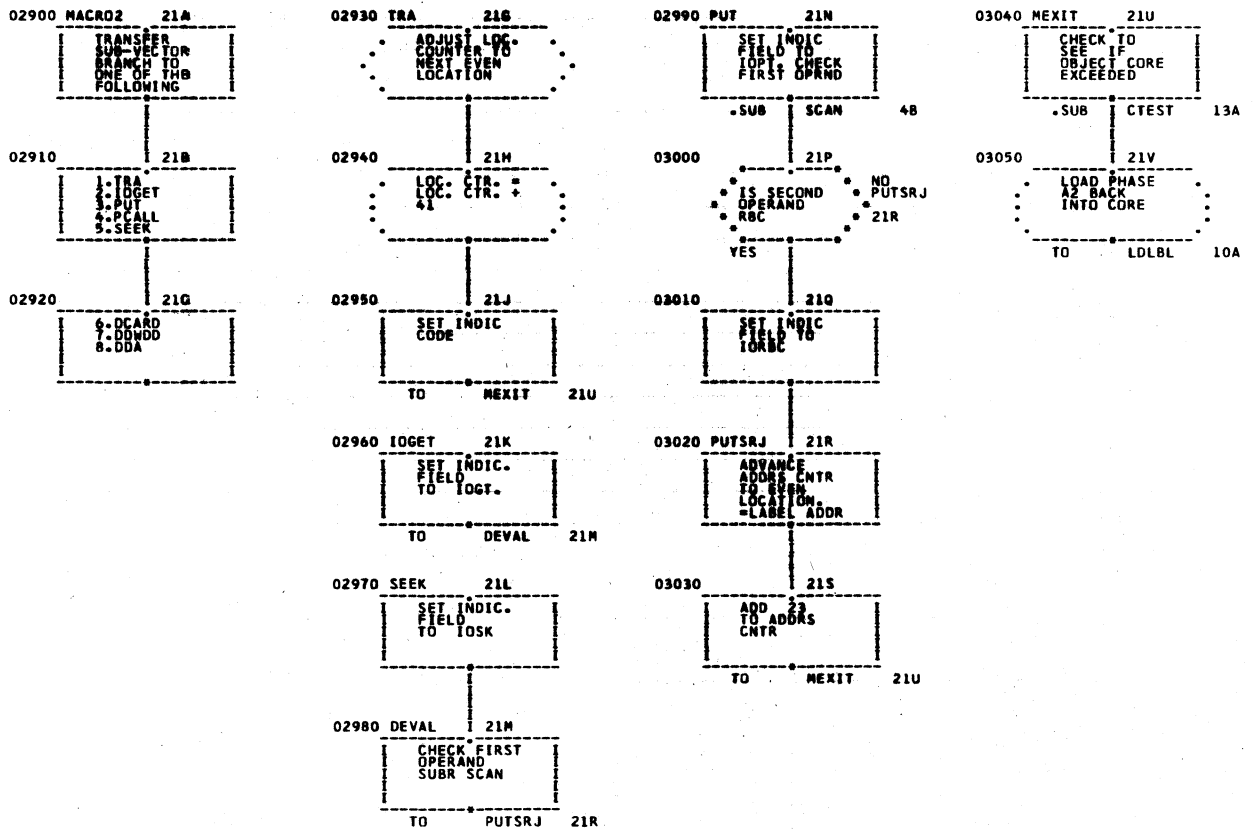 02900 MACRO2 21A
TRANSFER
SUB-VECTOR
BRANCH TO
ONE OF THB
FOLLOWING
02910 21B
1.TRA
2.IOGET
3.PUT
4.PCALL
5.SEEK
02920 21G
6.DCARD
7.DDWDD
8.DDA
02930 TRA 21G
ADJUST LOC.
COUNTER TO
NEXT EVEN
LOCATION
02940 21H
LOC. CTR. =
LOC. CTR. +
41
02950 21J
SET INDIC
CODE
TO MEXIT 21U
02960 IOGET 21K
SET INDIC.
FIELD
TO IOGT.
TO DEVAL 21M
02970 SEEK 21L
SET INDIC.
FIELD
TO IOSK
02980 DEVAL I 21M
CHECK FIRST
OPERAND
SUBR SCAN
TO PUTSRJ 21R
02990 PUT 21N
SET INDIC
FIELD TO
IOPT. CHECK
FIRST OPRND
.SUB SCAN 4B
03000 21P
IS SECOND
OPERAND
RBC
NO
PUTSRJ
21R
YES
03010 21Q
SET INDIC
FIELD TO
IORBC
03020 PUTSRJ 21R
ADVANCE
ADDRS CNTR
TO EVEN
LOCATION.
=LABEL ADDR
03030 21S
ADD 23
TO ADDRS
CNTR
TO MEXIT 21U
03040 MEXIT 21U
CHECK TO
SEE IF
OBJECT CORE
EXCEEDED
.SUB CTEST 13A
03050 21V
LOAD PHASE
A2 BACK
INTO CORE
TO LDLBL 10A